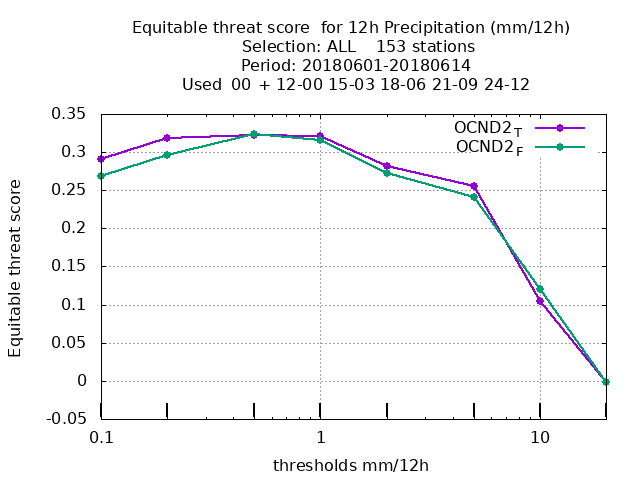 Equitable threat score  for 12h Precipitation (mm/12h)
Selection: ALL    153 stations
Period: 20180601-20180614
Used  00 + 12-00 15-03 18-06 21-09 24-12
OCND2_T
OCND2_F
Equitable threat score
0.35
0.3
0.25
0.2
0.15
0.1
0.05
0
-0.05
0.1 1 10
thresholds mm/12h